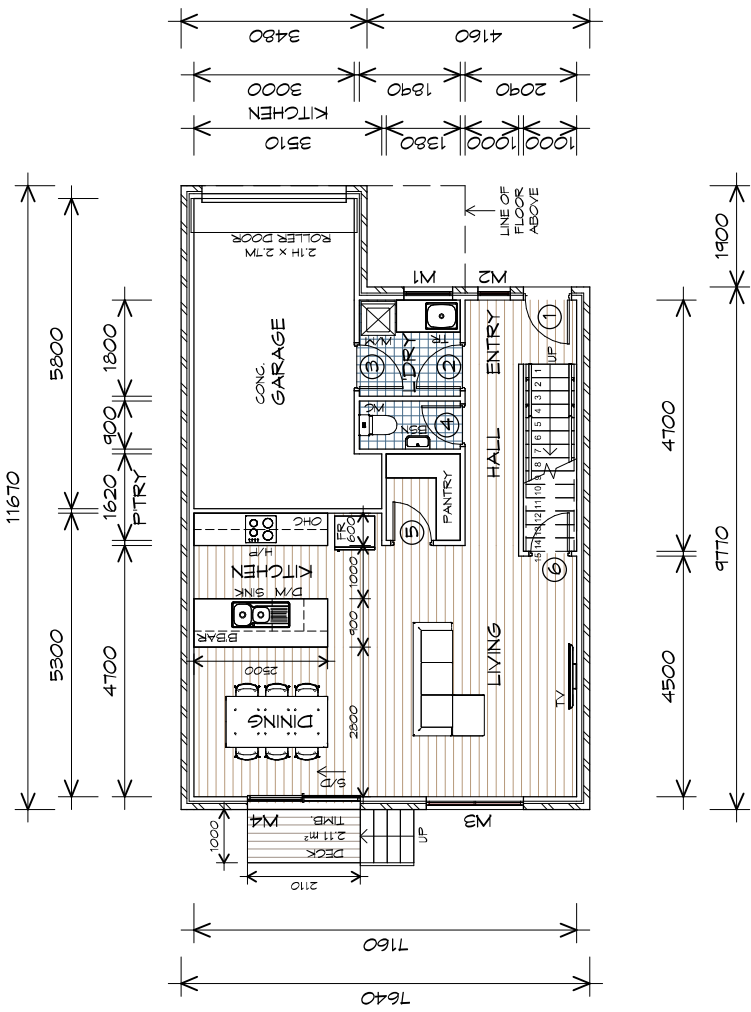 3480
4160
3000
1890
2090
KITCHEN
3510
1380
1000
1000
LINE OF
FLOOR
ABOVE
2.1H x 2.7W
ROLLER DOOR
W1
W2
1900
11670
5800
1800
900
1620
P'TRY
5300
4700
CONC.
GARAGE
W/M
TR
L'DRY
3
2
ENTRY
1
UP
WC
BSN
4
HALL
1 2 3 4 5 6 7 8 9 10 11 12 13 14 15
PANTRY
5
6
4700
9770
4500
OHC
H/P
FR
600
KITCHEN
1000
D/W
SINK
B'BAR
900
2500
LIVING
DINING
2800
TV
S/D
W4
W3
DECK
2.11 m²
TIMB.
UP
1000
2110
7160
7640